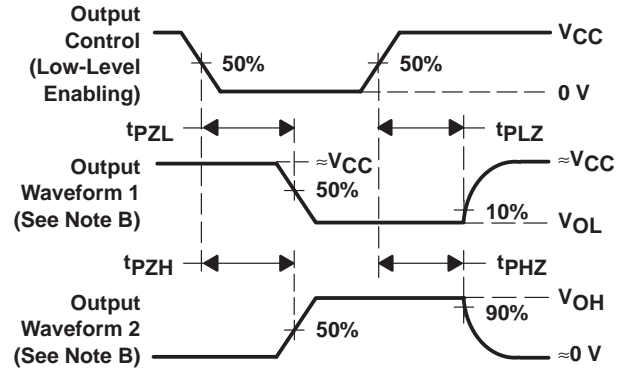 Output
Control
(Low-Level
Enabling)
50%
50%
VCC
0 V
tPZL
tPLZ
Output
Waveform 1
(See Note B)
≈VCC
50%
≈VCC
10%
VOL
tPZH
tPHZ
Output
Waveform 2
(See Note B)
50%
VOH
90%
≈0 V